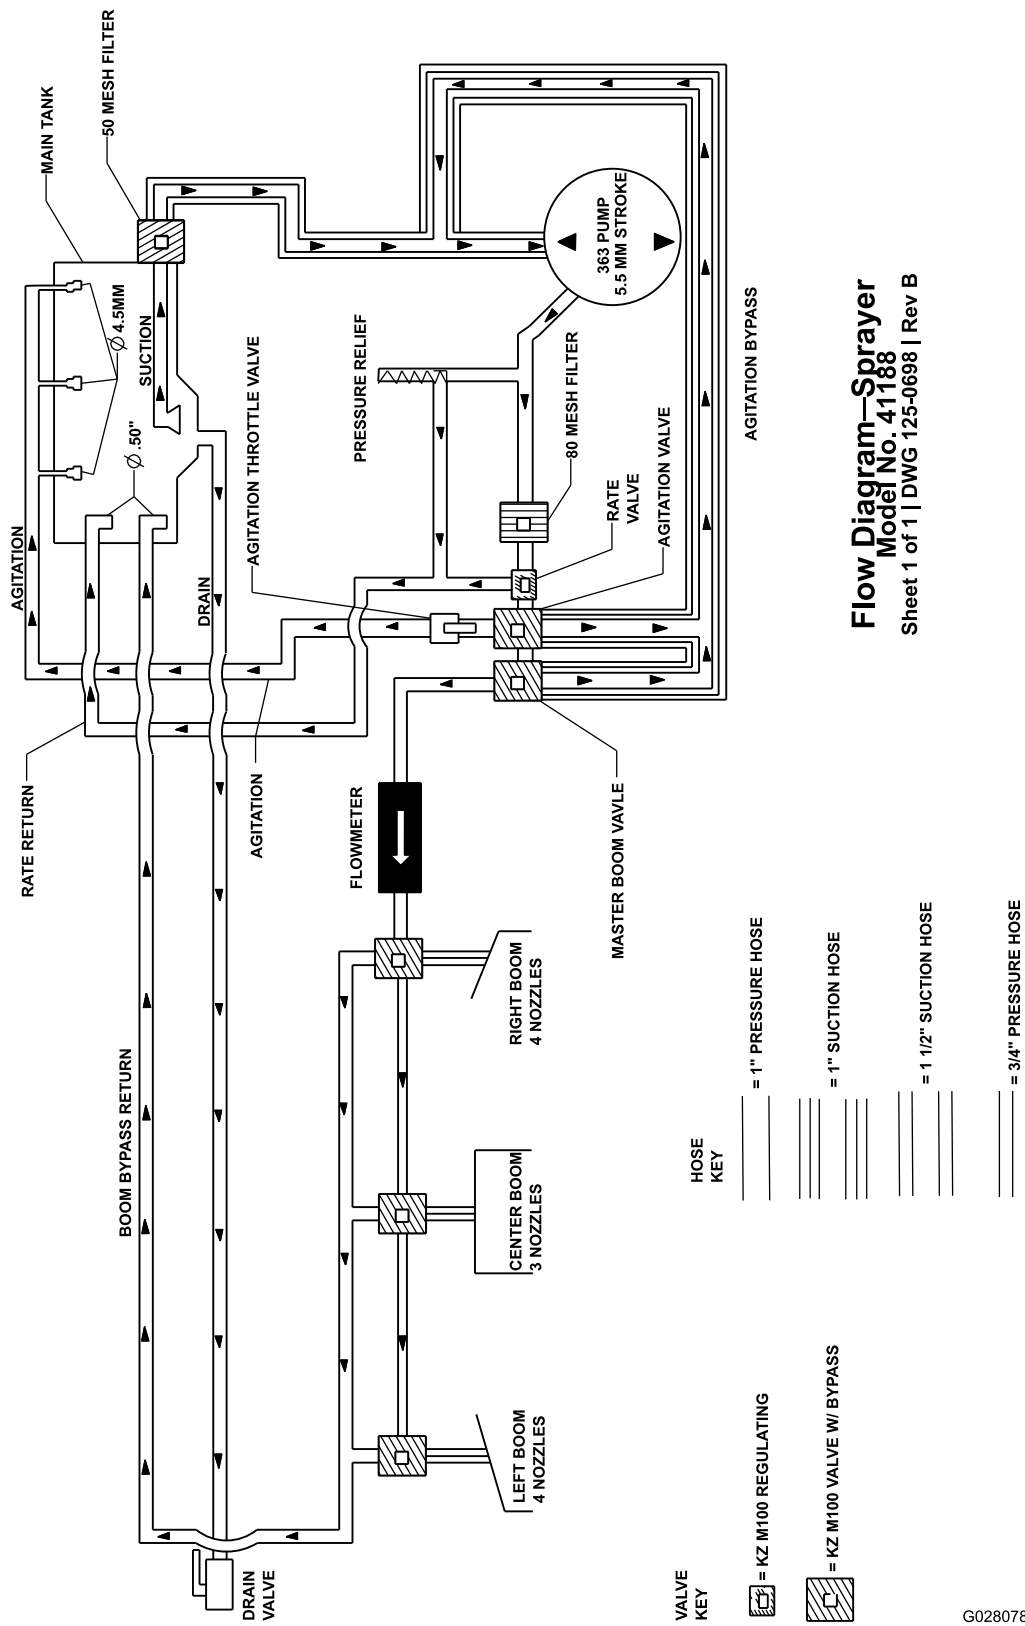 50 MESH FILTER
MAIN TANK
∅ 4.5MM
SUCTION
∅ .50"
AGITATION
DRAIN
AGITATION THROTTLE VALVE
PRESSURE RELIEF
363 PUMP
5.5 MM STROKE
80 MESH FILTER
RATE
VALVE
AGITATION VALVE
AGITATION BYPASS
RATE RETURN
AGITATION
FLOWMETER
MASTER BOOM VAVLE
BOOM BYPASS RETURN
RIGHT BOOM
4 NOZZLES
CENTER BOOM
3 NOZZLES
LEFT BOOM
4 NOZZLES
DRAIN
VALVE
Flow Diagram—Sprayer
Model No. 41188
Sheet 1 of 1 | DWG 125-0698 | Rev B
HOSE
KEY
= 1" PRESSURE HOSE
= 1" SUCTION HOSE
= 1 1/2" SUCTION HOSE
= 3/4" PRESSURE HOSE
VALVE
KEY
= KZ M100 REGULATING
= KZ M100 VALVE W/ BYPASS
G028078